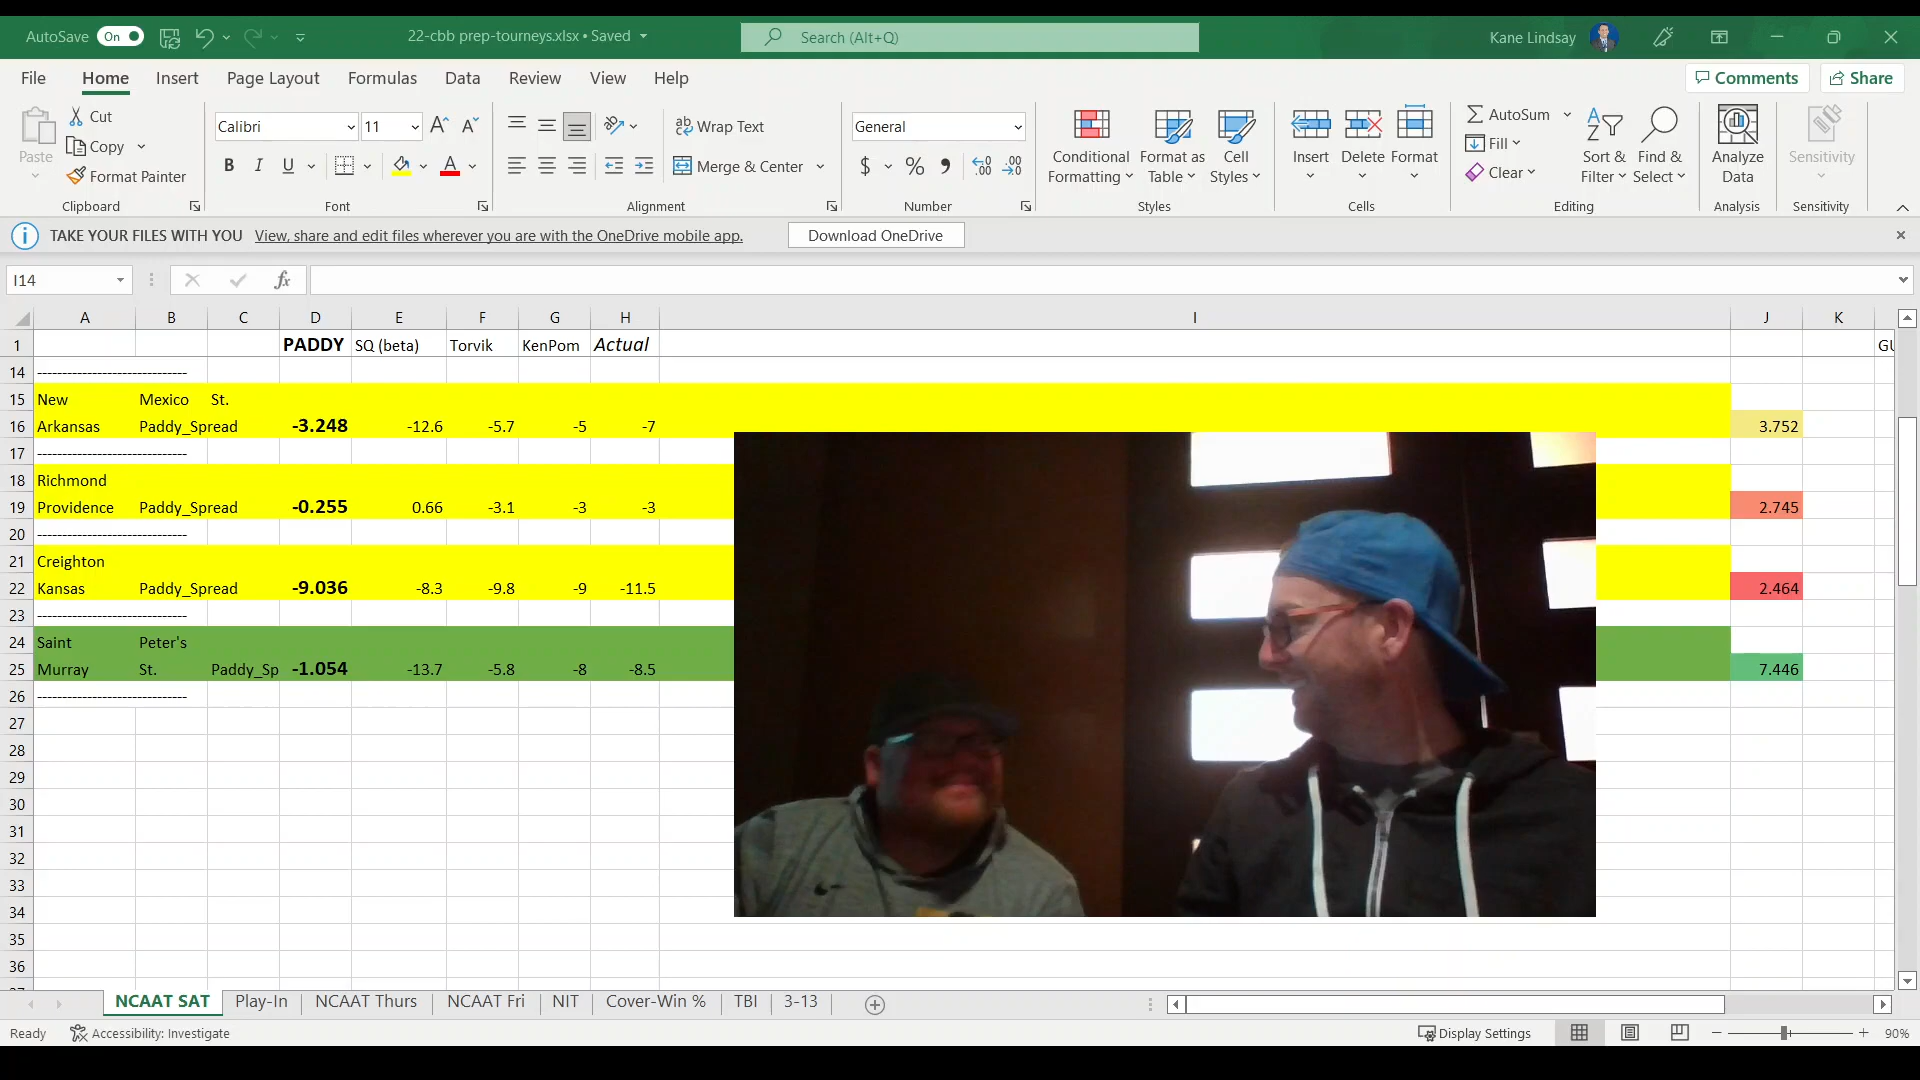 AutoSave On 22-cbb prep-tourneys.xlsx • Saved Search (Alt+Q) Kane Lindsay
File Home Insert Page Layout Formulas Data Review View Help Comments Share
Paste Cut Copy Format Painter
Clipboard
Calibri 11 B I U
Font
Wrap Text
Merge & Center
Alignment
General
$ % ,
Number
Conditional Formatting Format as Table Cell Styles
Styles
Insert Delete Format
Cells
AutoSum Fill Clear Sort & Filter Find & Select
Editing
Analyze Data
Analysis
Sensitivity
Sensitivity
TAKE YOUR FILES WITH YOU View, share and edit files wherever you are with the OneDrive mobile app. Download OneDrive
I14 fx
A B C D E F G H I J K
1 PADDY SQ (beta) Torvik KenPom Actual GU
14 ------------------------------
15 New Mexico St.
16 Arkansas Paddy_Spread -3.248 -12.6 -5.7 -5 -7 3.752
17 ------------------------------
18 Richmond
19 Providence Paddy_Spread -0.255 0.66 -3.1 -3 -3 2.745
20 ------------------------------
21 Creighton
22 Kansas Paddy_Spread -9.036 -8.3 -9.8 -9 -11.5 2.464
23 ------------------------------
24 Saint Peter's
25 Murray St. Paddy_Sp -1.054 -13.7 -5.8 -8 -8.5 7.446
26 ------------------------------
27
28
29
30
31
32
33
34
35
36
NCAAT SAT Play-In NCAAT Thurs NCAAT Fri NIT Cover-Win % TBI 3-13
Ready Accessibility: Investigate Display Settings 90%